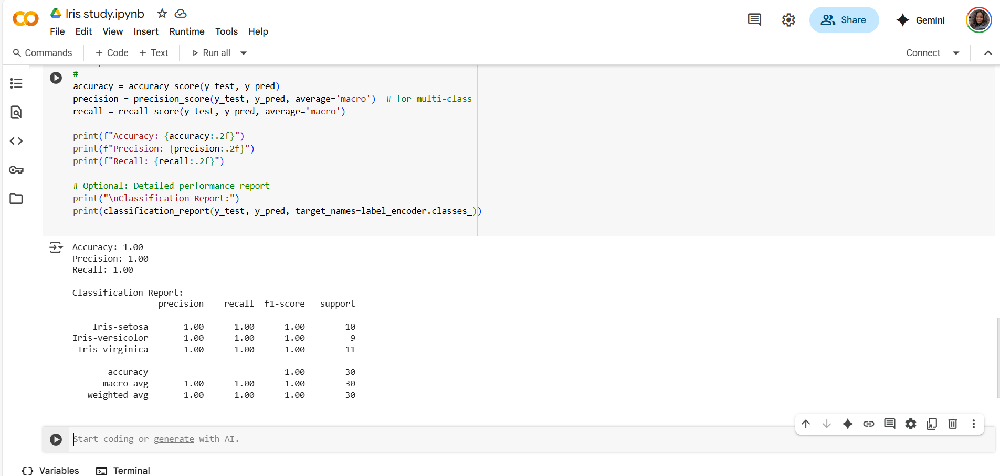 Iris study.ipynb
File Edit View Insert Runtime Tools Help
Share
Gemini
Commands + Code + Text Run all
Connect
# ----------------------------------------
accuracy = accuracy_score(y_test, y_pred)
precision = precision_score(y_test, y_pred, average='macro')  # for multi-class
recall = recall_score(y_test, y_pred, average='macro')
print(f"Accuracy: {accuracy:.2f}")
print(f"Precision: {precision:.2f}")
print(f"Recall: {recall:.2f}")
# Optional: Detailed performance report
print("\nClassification Report:")
print(classification_report(y_test, y_pred, target_names=label_encoder.classes_))
Accuracy: 1.00
Precision: 1.00
Recall: 1.00
Classification Report:
precision    recall  f1-score   support
Iris-setosa       1.00      1.00      1.00        10
Iris-versicolor       1.00      1.00      1.00         9
Iris-virginica       1.00      1.00      1.00        11
accuracy                           1.00        30
macro avg       1.00      1.00      1.00        30
weighted avg       1.00      1.00      1.00        30
Start coding or generate with AI.
{} Variables Terminal